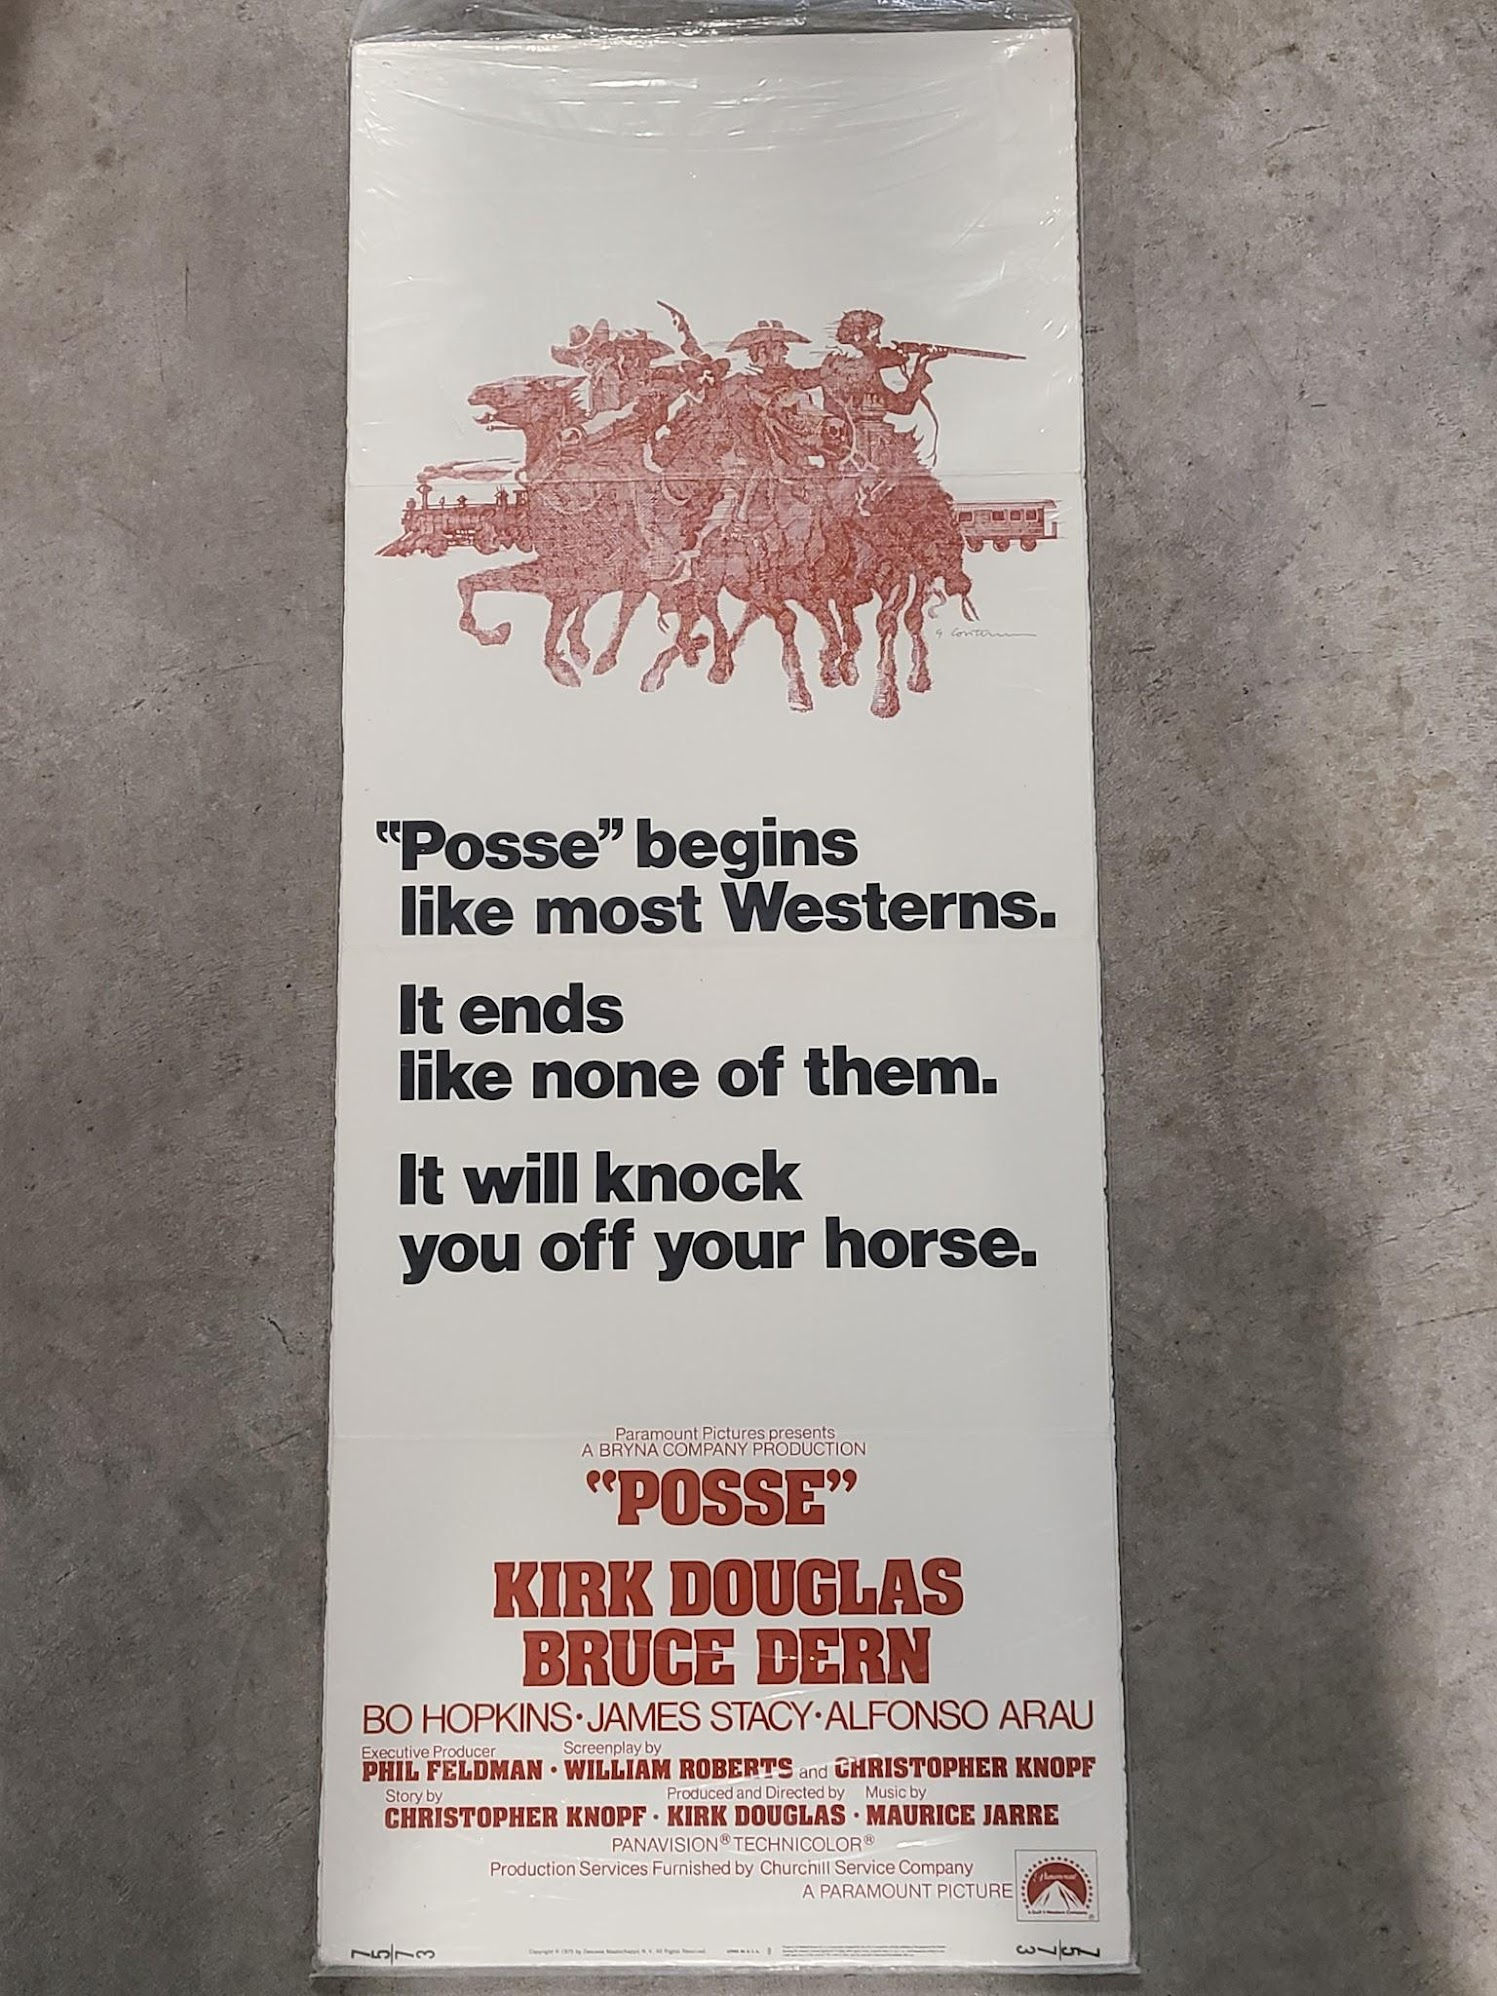 “Posse” begins
like most Westerns.
It ends
like none of them.
It will knock
you off your horse.
Paramount Pictures presents
A BRYNA COMPANY PRODUCTION
“POSSE”
KIRK DOUGLAS
BRUCE DERN
BO HOPKINS·JAMES STACY·ALFONSO ARAU
Executive Producer Screenplay by
PHIL FELDMAN · WILLIAM ROBERTS and CHRISTOPHER KNOPF
Story by Produced and Directed by Music by
CHRISTOPHER KNOPF · KIRK DOUGLAS · MAURICE JARRE
PANAVISION® TECHNICOLOR®
Production Services Furnished by Churchill Service Company
A PARAMOUNT PICTURE
Paramount
75/73
75/73